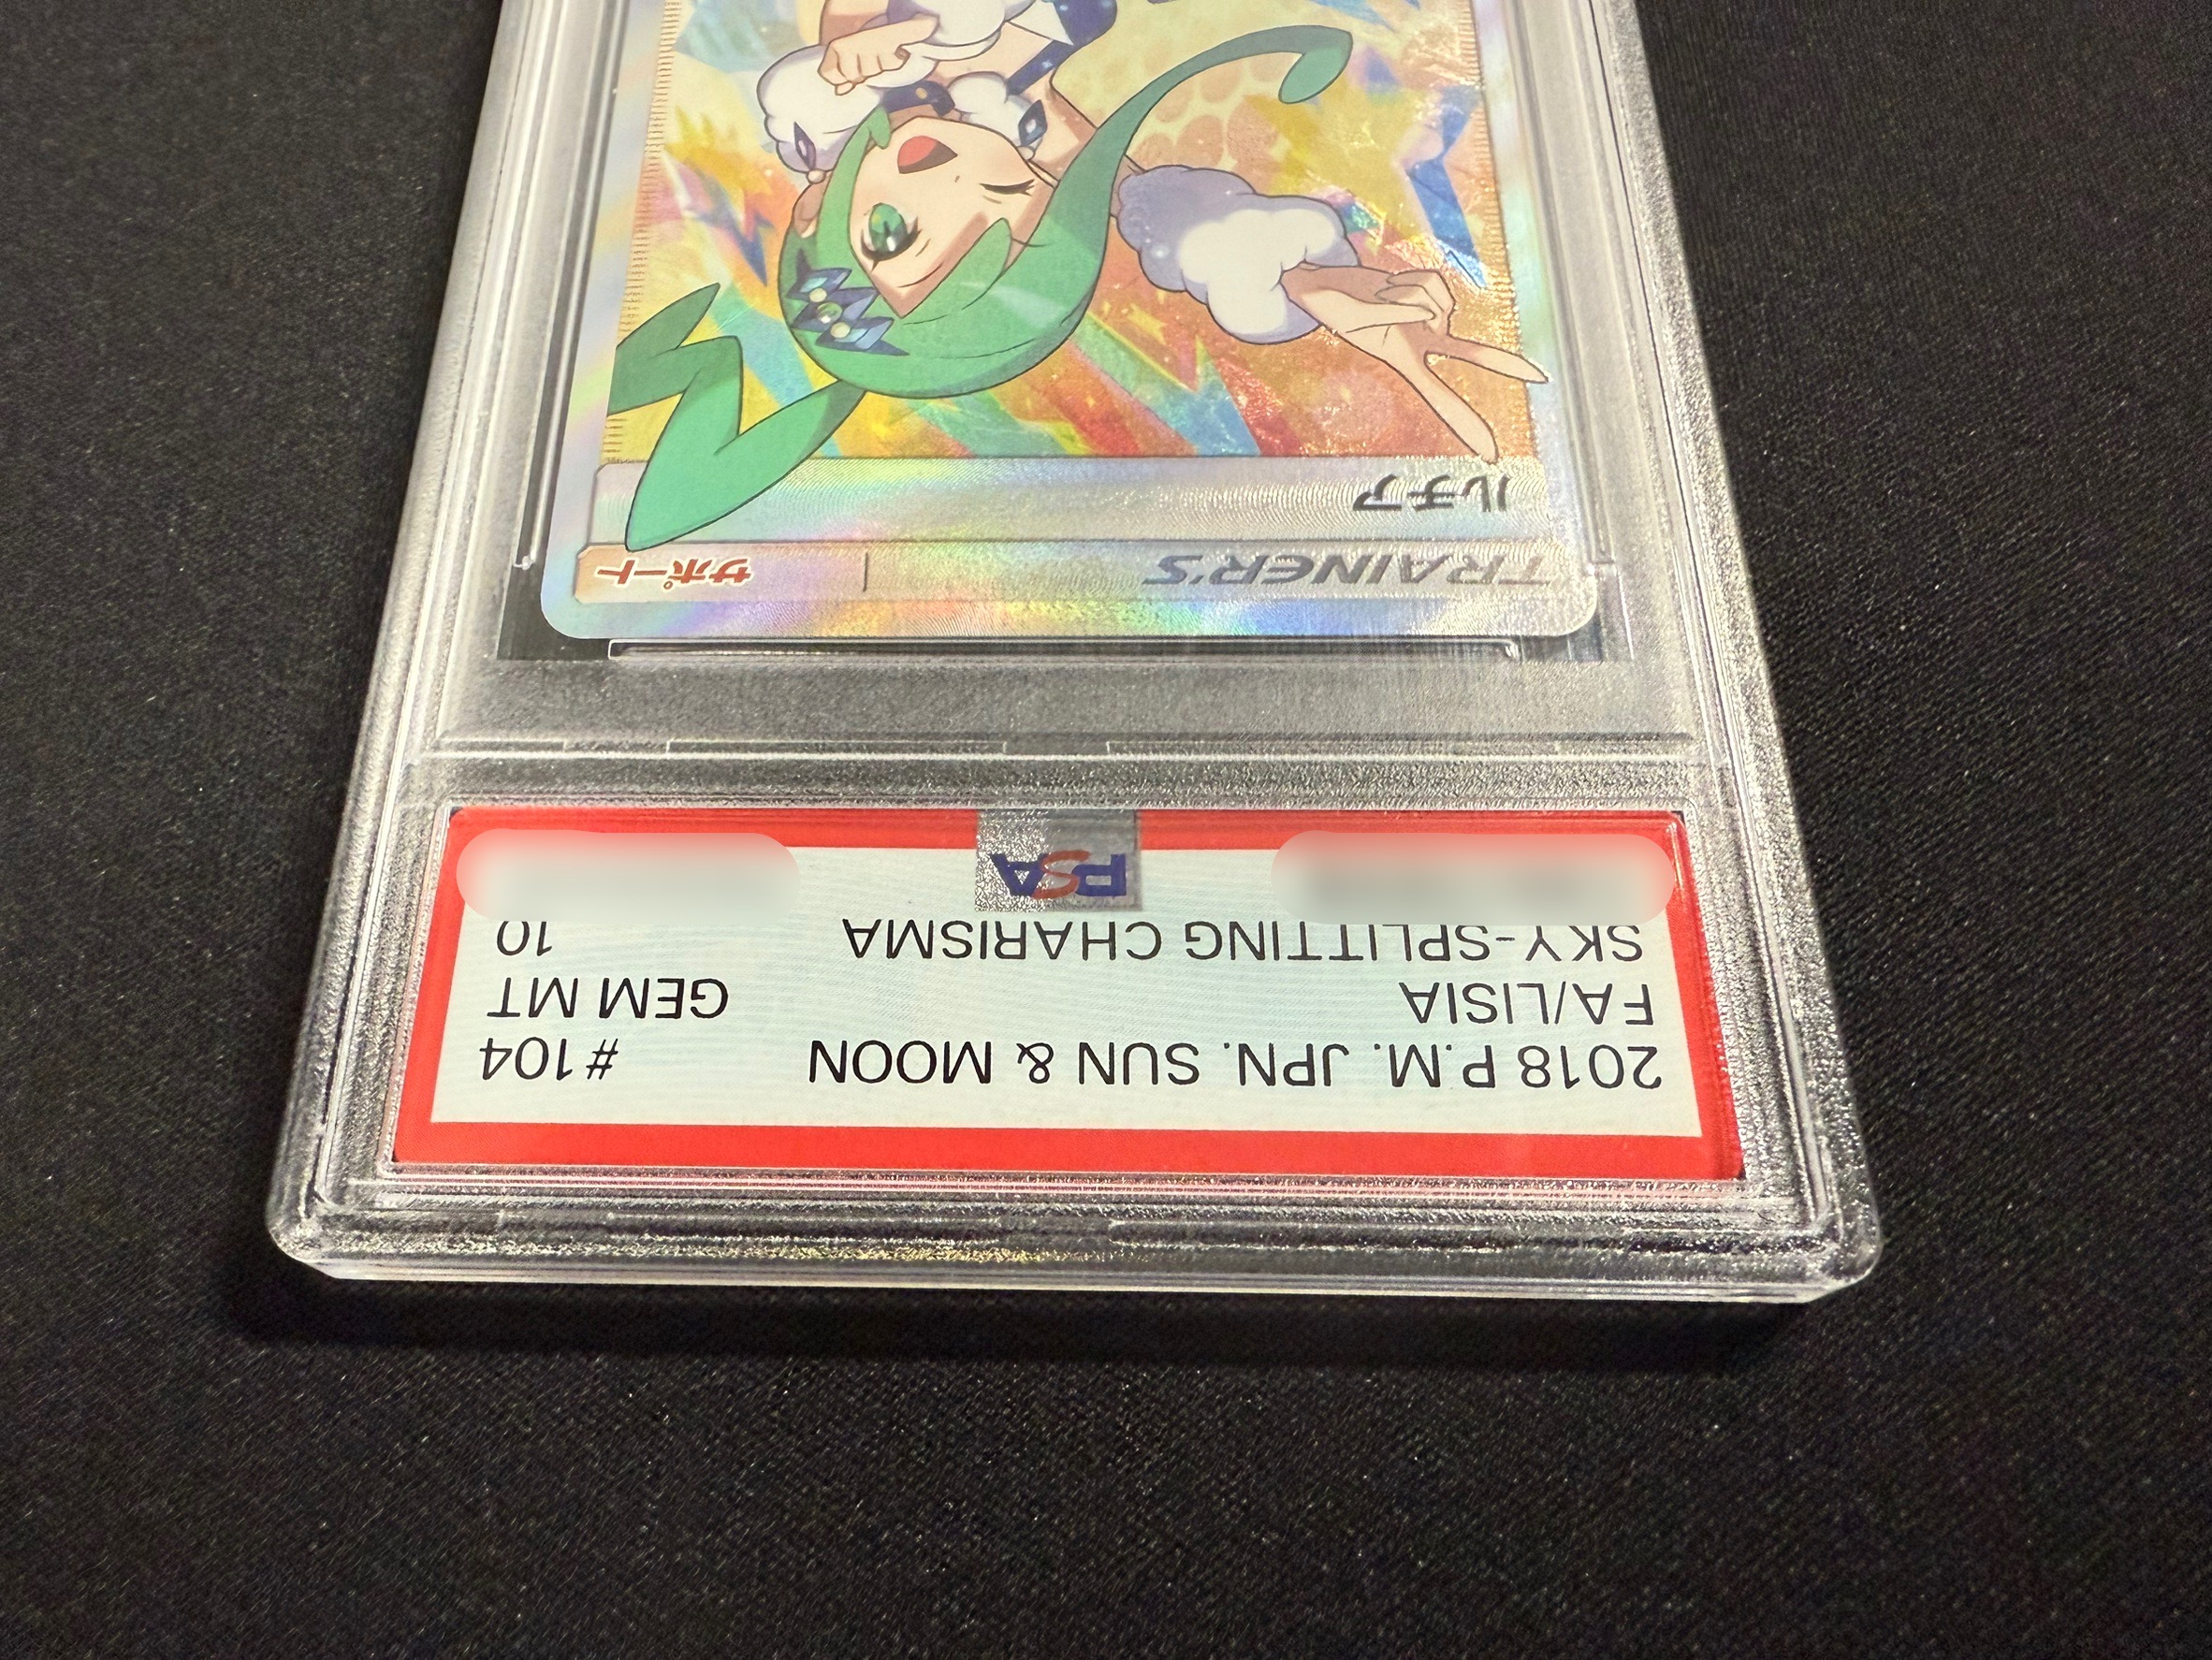 2018 P.M. JPN. SUN & MOON #104
FA/LISIA GEM MT
SKY-SPLITTING CHARISMA 10
PSA
TRAINER'S サポート
ルチア